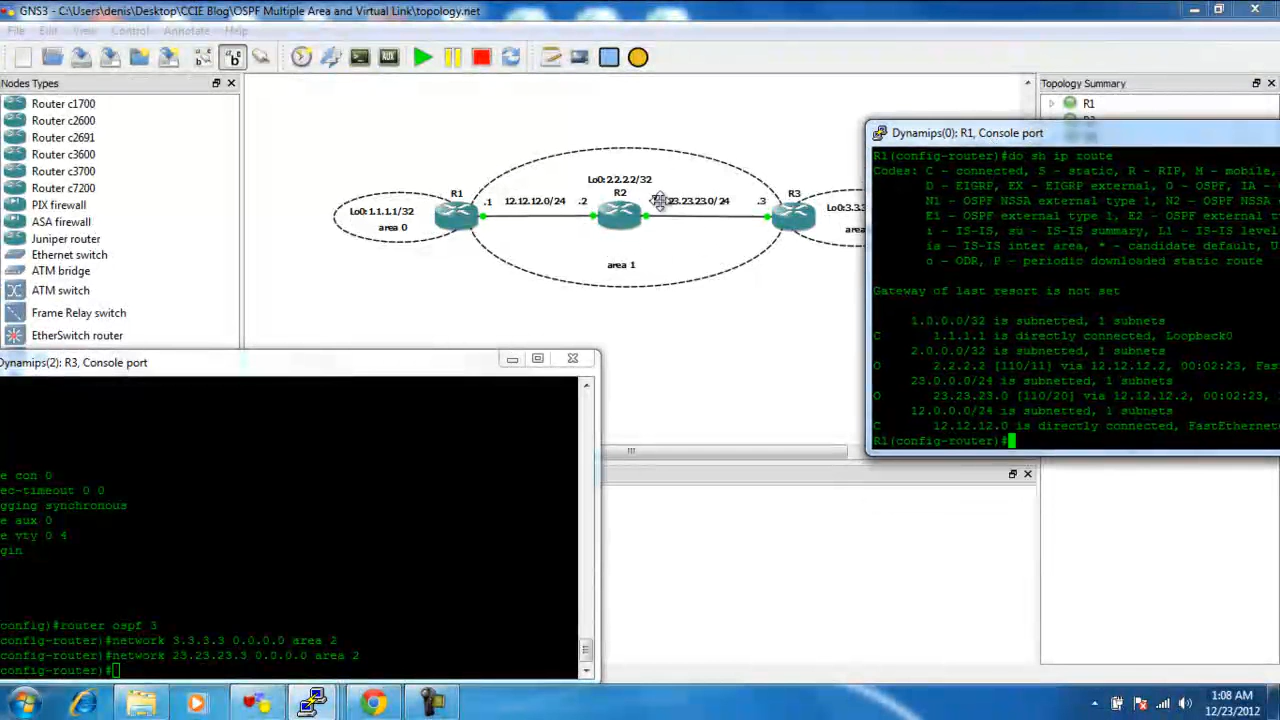 GNS3 - C:\Users\denis\Desktop\CCIE Blog\OSPF Multiple Area and Virtual Link\topology.net
File Edit View Control Annotate Help
Nodes Types
Router c1700
Router c2600
Router c2691
Router c3600
Router c3700
Router c7200
PIX firewall
ASA firewall
Juniper router
Ethernet switch
ATM bridge
ATM switch
Frame Relay switch
EtherSwitch router
Topology Summary
R1
Lo0:1.1.1.1/32
area 0
R1
.1
12.12.12.0/24
.2
Lo0:2.2.2.2/32
R2
23.23.23.0/24
.3
R3
Lo0:3.3.3
area
area 1
Dynamips(0): R1, Console port
R1(config-router)#do sh ip route
Codes: C - connected, S - static, R - RIP, M - mobile,
D - EIGRP, EX - EIGRP external, O - OSPF, IA -
N1 - OSPF NSSA external type 1, N2 - OSPF NSSA
E1 - OSPF external type 1, E2 - OSPF external
i - IS-IS, su - IS-IS summary, L1 - IS-IS level
ia - IS-IS inter area, * - candidate default, U
o - ODR, P - periodic downloaded static route
Gateway of last resort is not set
1.0.0.0/32 is subnetted, 1 subnets
C 1.1.1.1 is directly connected, Loopback0
2.0.0.0/32 is subnetted, 1 subnets
O 2.2.2.2 [110/11] via 12.12.12.2, 00:02:23, Fas
23.0.0.0/24 is subnetted, 1 subnets
O 23.23.23.0 [110/20] via 12.12.12.2, 00:02:23,
12.0.0.0/24 is subnetted, 1 subnets
C 12.12.12.0 is directly connected, FastEthernet
R1(config-router)#
Dynamips(2): R3, Console port
e con 0
ec-timeout 0 0
gging synchronous
e aux 0
e vty 0 4
gin
config)#router ospf 3
config-router)#network 3.3.3.3 0.0.0.0 area 2
config-router)#network 23.23.23.3 0.0.0.0 area 2
config-router)#
1:08 AM
12/23/2012